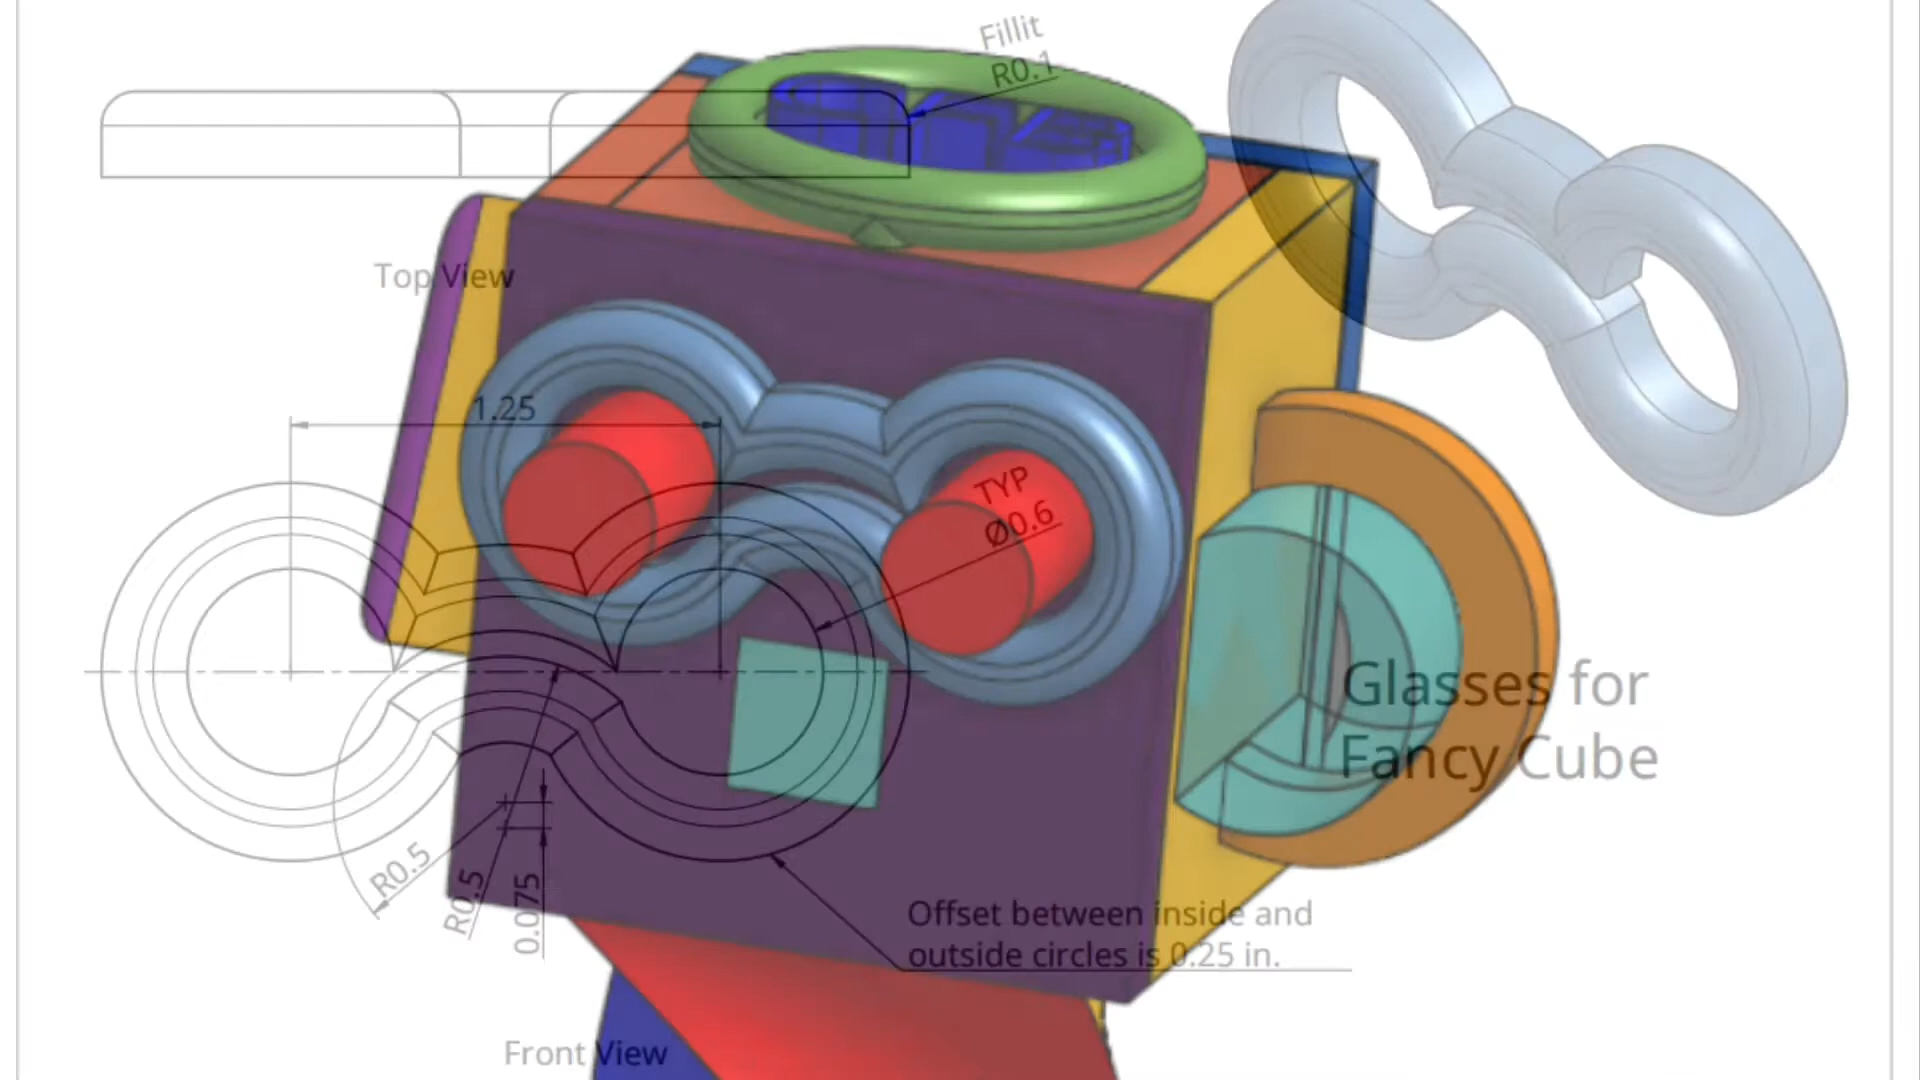 Fillit
R0.1
Top View
1.25
TYP
Ø0.6
Glasses for
Fancy Cube
R0.5
R0.5
0.075
Offset between inside and
outside circles is 0.25 in.
Front View